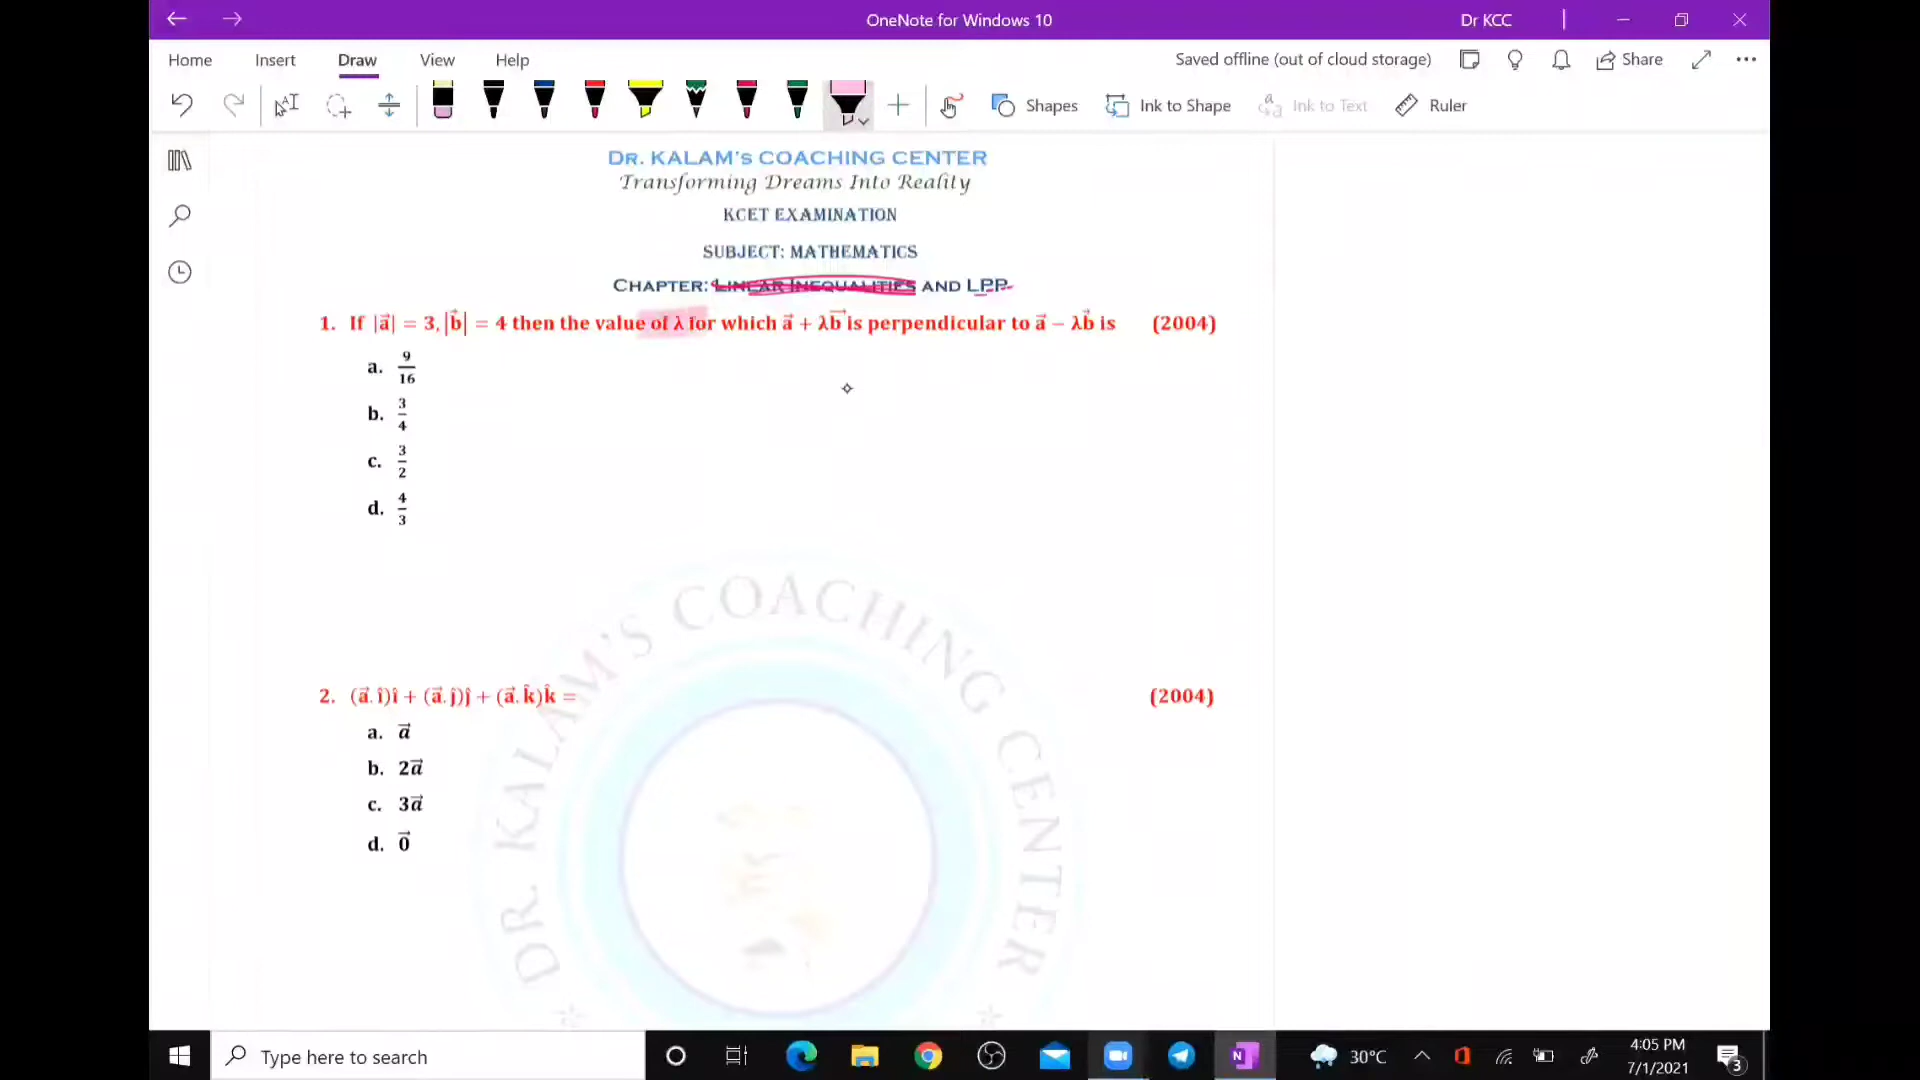 OneNote for Windows 10
Dr KCC
Home Insert Draw View Help
Saved offline (out of cloud storage) Share
Shapes Ink to Shape Ink to Text Ruler
DR. KALAM's COACHING CENTER
Transforming Dreams Into Reality
KCET EXAMINATION
SUBJECT: MATHEMATICS
CHAPTER: LINEAR INEQUALITIES AND LPP
1. If |a⃗| = 3, |b⃗| = 4 then the value of λ for which a⃗ + λb⃗ is perpendicular to a⃗ − λb⃗ is (2004)
a. 9/16
b. 3/4
c. 3/2
d. 4/3
2. (a⃗. î)î + (a⃗. ĵ)ĵ + (a⃗. k̂)k̂ = (2004)
a. a⃗
b. 2a⃗
c. 3a⃗
d. 0⃗
DR. KALAM'S COACHING CENTER
Type here to search
30°C
4:05 PM
7/1/2021
3